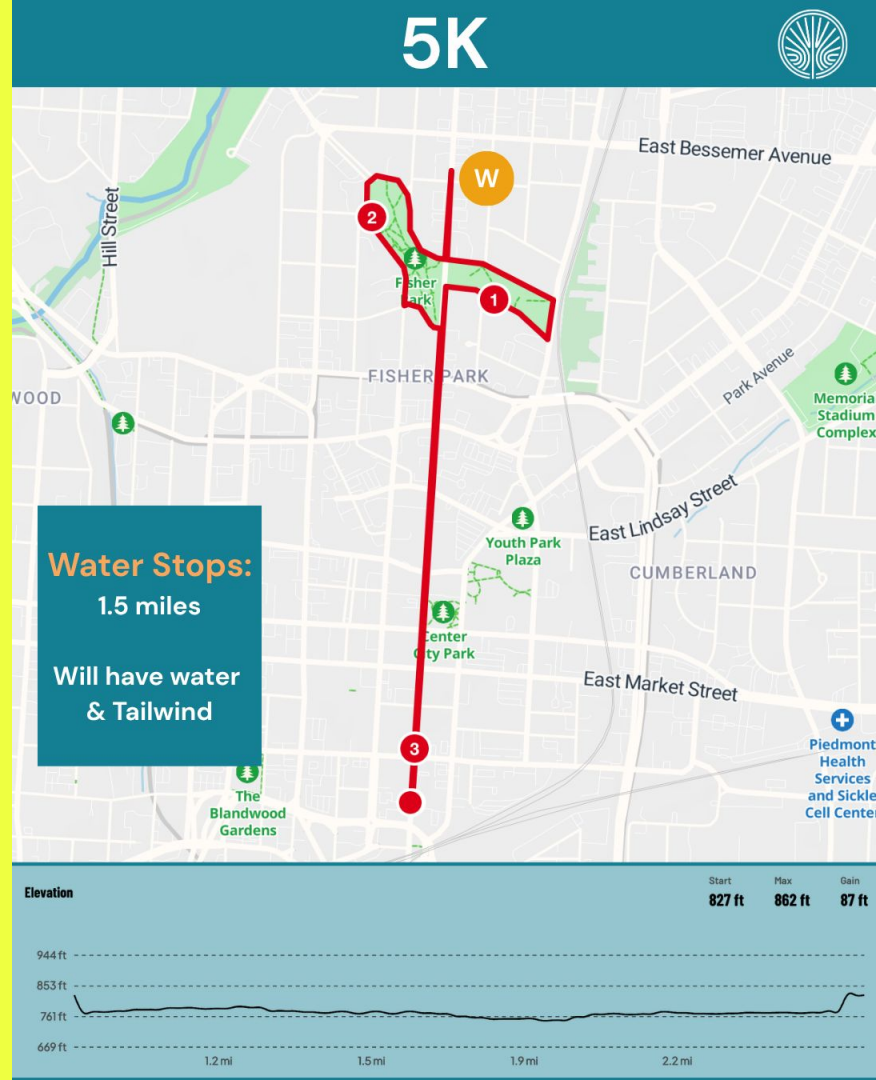 5K
East Bessemer Avenue
W
Hill Street
2
Fisher
Park
1
FISHER PARK
WOOD
Park Avenue
Memoria
Stadium
Complex
East Lindsay Street
Youth Park
Plaza
CUMBERLAND
Water Stops:
1.5 miles
Will have water
& Tailwind
Center
City Park
East Market Street
3
Piedmont
Health
Services
and Sickle
Cell Center
The
Blandwood
Gardens
Elevation
Start
827 ft
Max
862 ft
Gain
87 ft
944 ft
853 ft
761 ft
669 ft
1.2 mi
1.5 mi
1.9 mi
2.2 mi